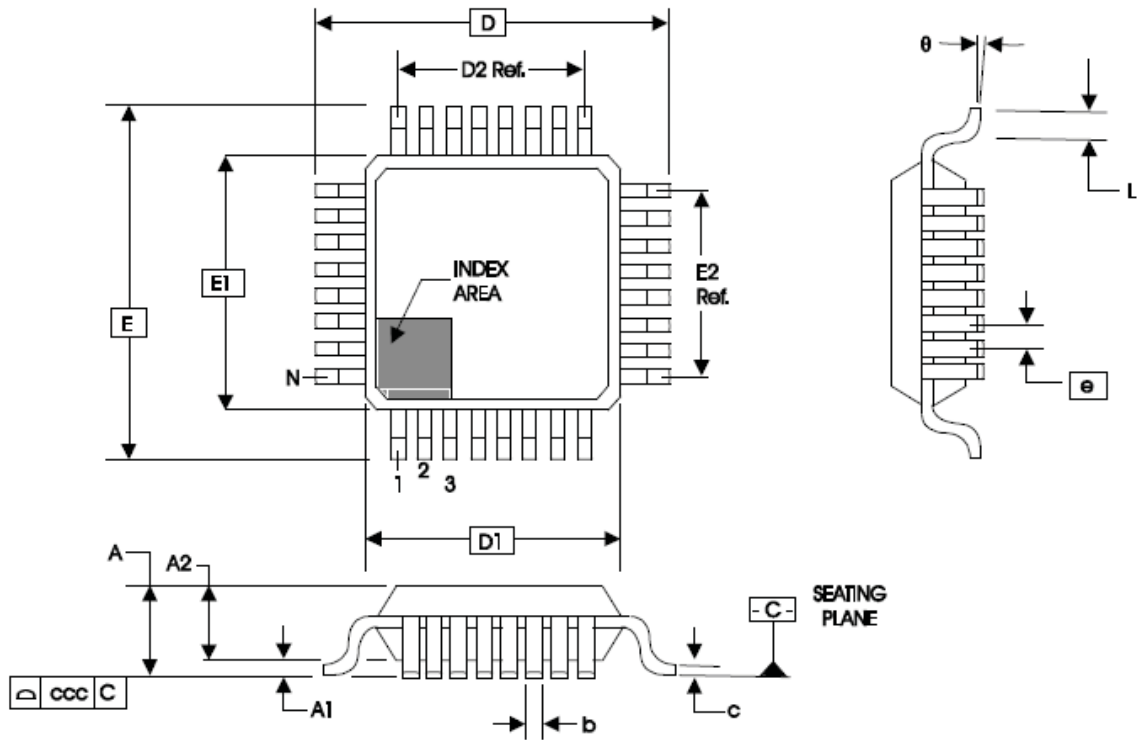 D
θ
D2 Ref.
L
INDEX
AREA
E1
E2
Ref.
E
N
e
1
2
3
D1
A
A2
- C -
SEATING
PLANE
ccc C
A1
b
c